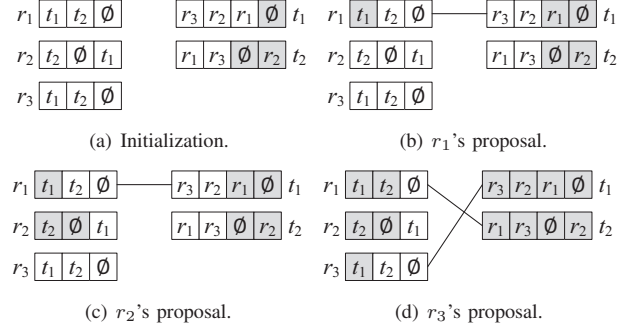 r₁ t₁ t₂ ∅ r₃ r₂ r₁ ∅ t₁
r₂ t₂ ∅ t₁ r₁ r₃ ∅ r₂ t₂
r₃ t₁ t₂ ∅
(a) Initialization.
r₁ t₁ t₂ ∅ r₃ r₂ r₁ ∅ t₁
r₂ t₂ ∅ t₁ r₁ r₃ ∅ r₂ t₂
r₃ t₁ t₂ ∅
(b) r₁'s proposal.
r₁ t₁ t₂ ∅ r₃ r₂ r₁ ∅ t₁
r₂ t₂ ∅ t₁ r₁ r₃ ∅ r₂ t₂
r₃ t₁ t₂ ∅
(c) r₂'s proposal.
r₁ t₁ t₂ ∅ r₃ r₂ r₁ ∅ t₁
r₂ t₂ ∅ t₁ r₁ r₃ ∅ r₂ t₂
r₃ t₁ t₂ ∅
(d) r₃'s proposal.